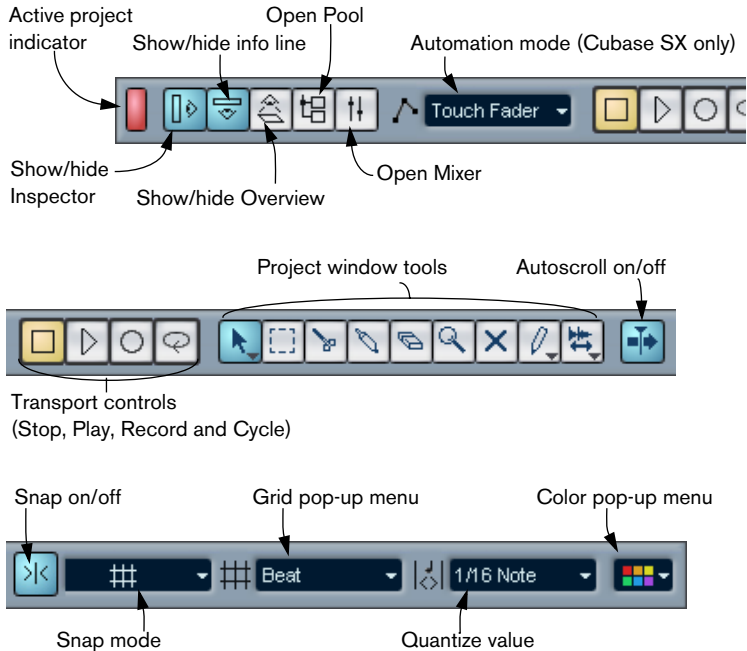 Active project
indicator
Show/hide info line
Open Pool
Automation mode (Cubase SX only)
Touch Fader
Show/hide
Inspector
Show/hide Overview
Open Mixer
Project window tools
Autoscroll on/off
Transport controls
(Stop, Play, Record and Cycle)
Snap on/off
Grid pop-up menu
Color pop-up menu
Beat
1/16 Note
Snap mode
Quantize value